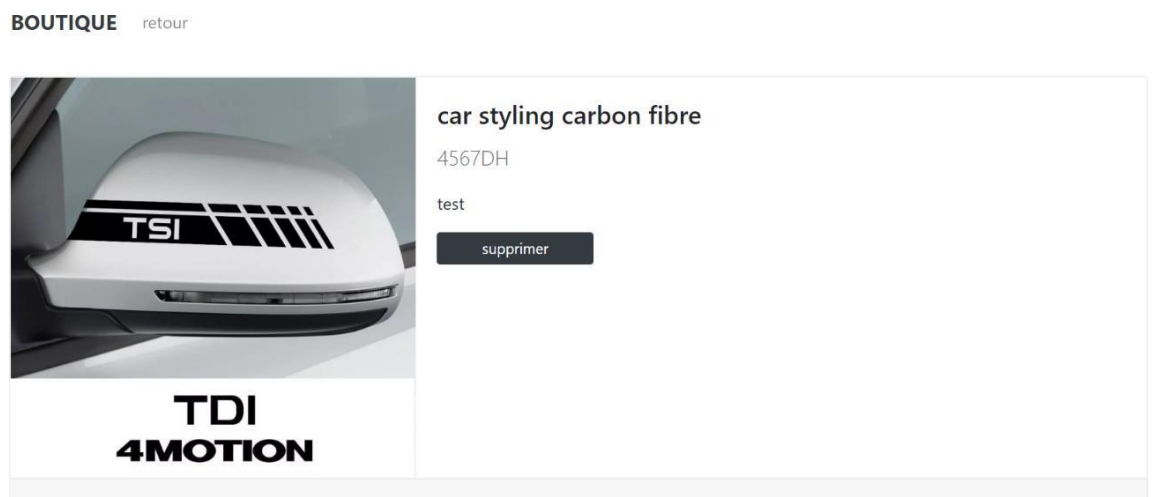 BOUTIQUE retour
car styling carbon fibre
4567DH
test
supprimer
TSI
TDI
4MOTION